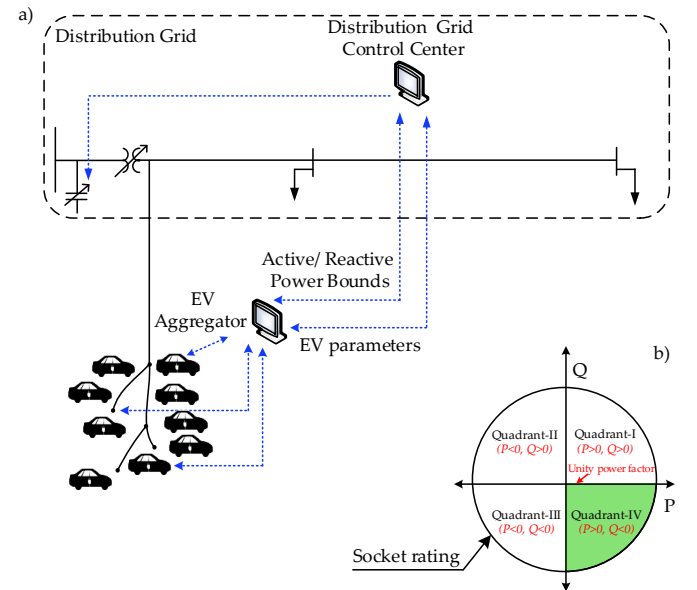 a)
Distribution Grid
Distribution Grid
Control Center
Active/ Reactive
Power Bounds
EV
Aggregator
EV parameters
b)
Q
Quadrant-II
(P<0, Q>0)
Quadrant-I
(P>0, Q>0)
Unity power factor
P
Quadrant-III
(P<0, Q<0)
Quadrant-IV
(P>0, Q<0)
Socket rating